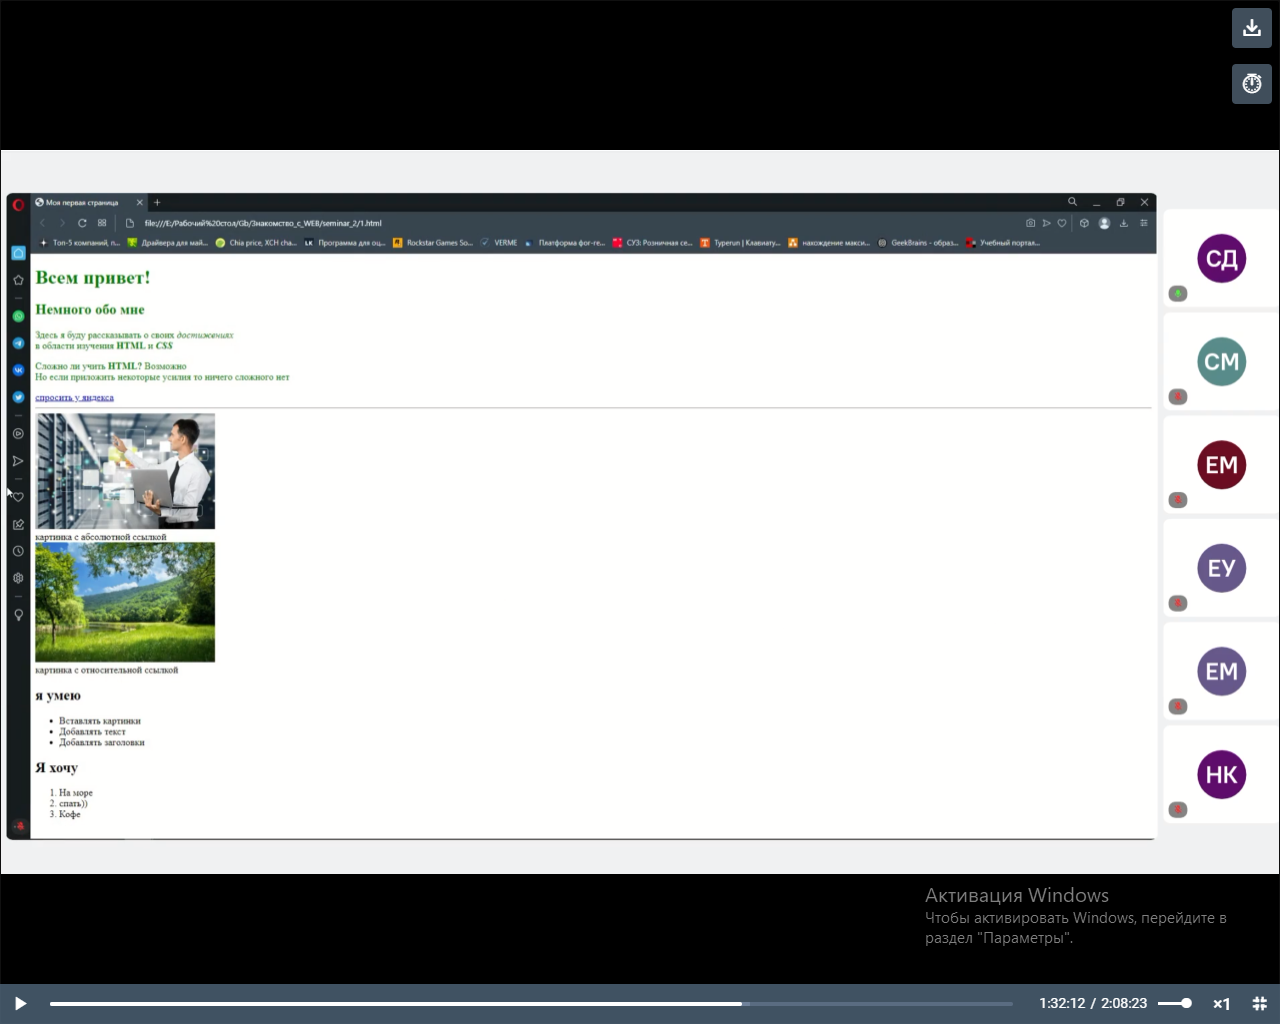 Моя первая страница
file:///E:/Рабочий%20стол/Gb/Знакомство_с_WEB/seminar_2/1.html
Топ-5 компаний, п... Драйвера для май... Chia price, XCH cha... LK Программа для оц... Rockstar Games So... VERME Платформа фог-ге... СУЗ: Розничная се... Typerun | Клавиату... нахождение макси... GeekBrains - образ... Учебный портал...
Всем привет!
Немного обо мне
Здесь я буду рассказывать о своих достижениях
в области изучения HTML и CSS
Сложно ли учить HTML? Возможно
Но если приложить некоторые усилия то ничего сложного нет
спросить у яндекса
картинка с абсолютной ссылкой
картинка с относительной ссылкой
я умею
• Вставлять картинки
• Добавлять текст
• Добавлять заголовки
Я хочу
1. На море
2. спать))
3. Кофе
СД
СМ
ЕМ
ЕУ
ЕМ
НК
Активация Windows
Чтобы активировать Windows, перейдите в
раздел "Параметры".
1:32:12 / 2:08:23 ×1